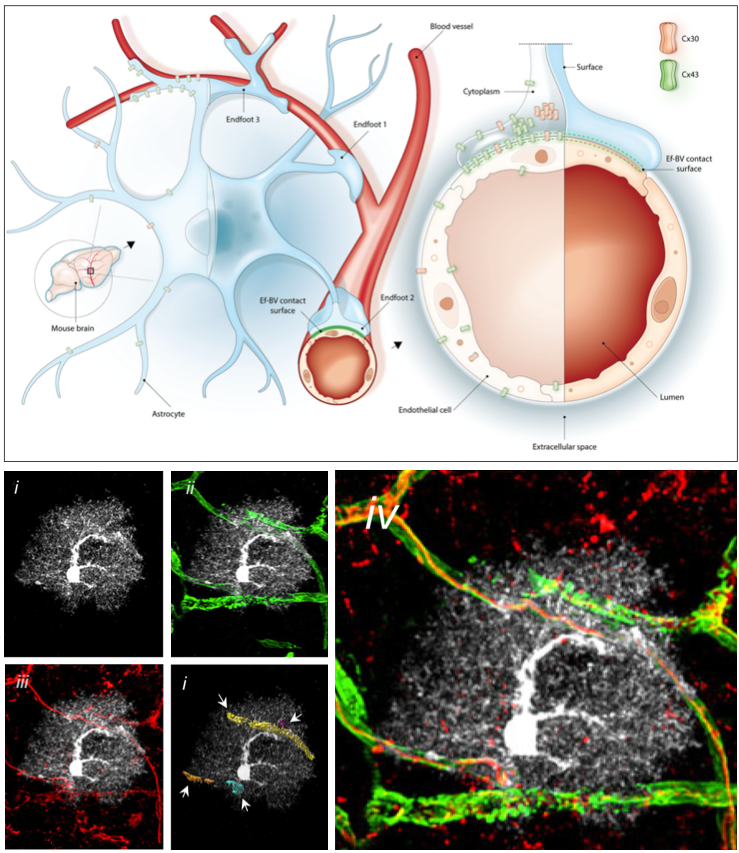 Blood vessel
Cx30
Surface
Cx43
Cytoplasm
Endfoot 3
Endfoot 1
Ef-BV contact
surface
Mouse brain
Ef-BV contact
surface
Endfoot 2
Astrocyte
Endothelial cell
Lumen
Extracellular space
i
ii
iv
iii
i